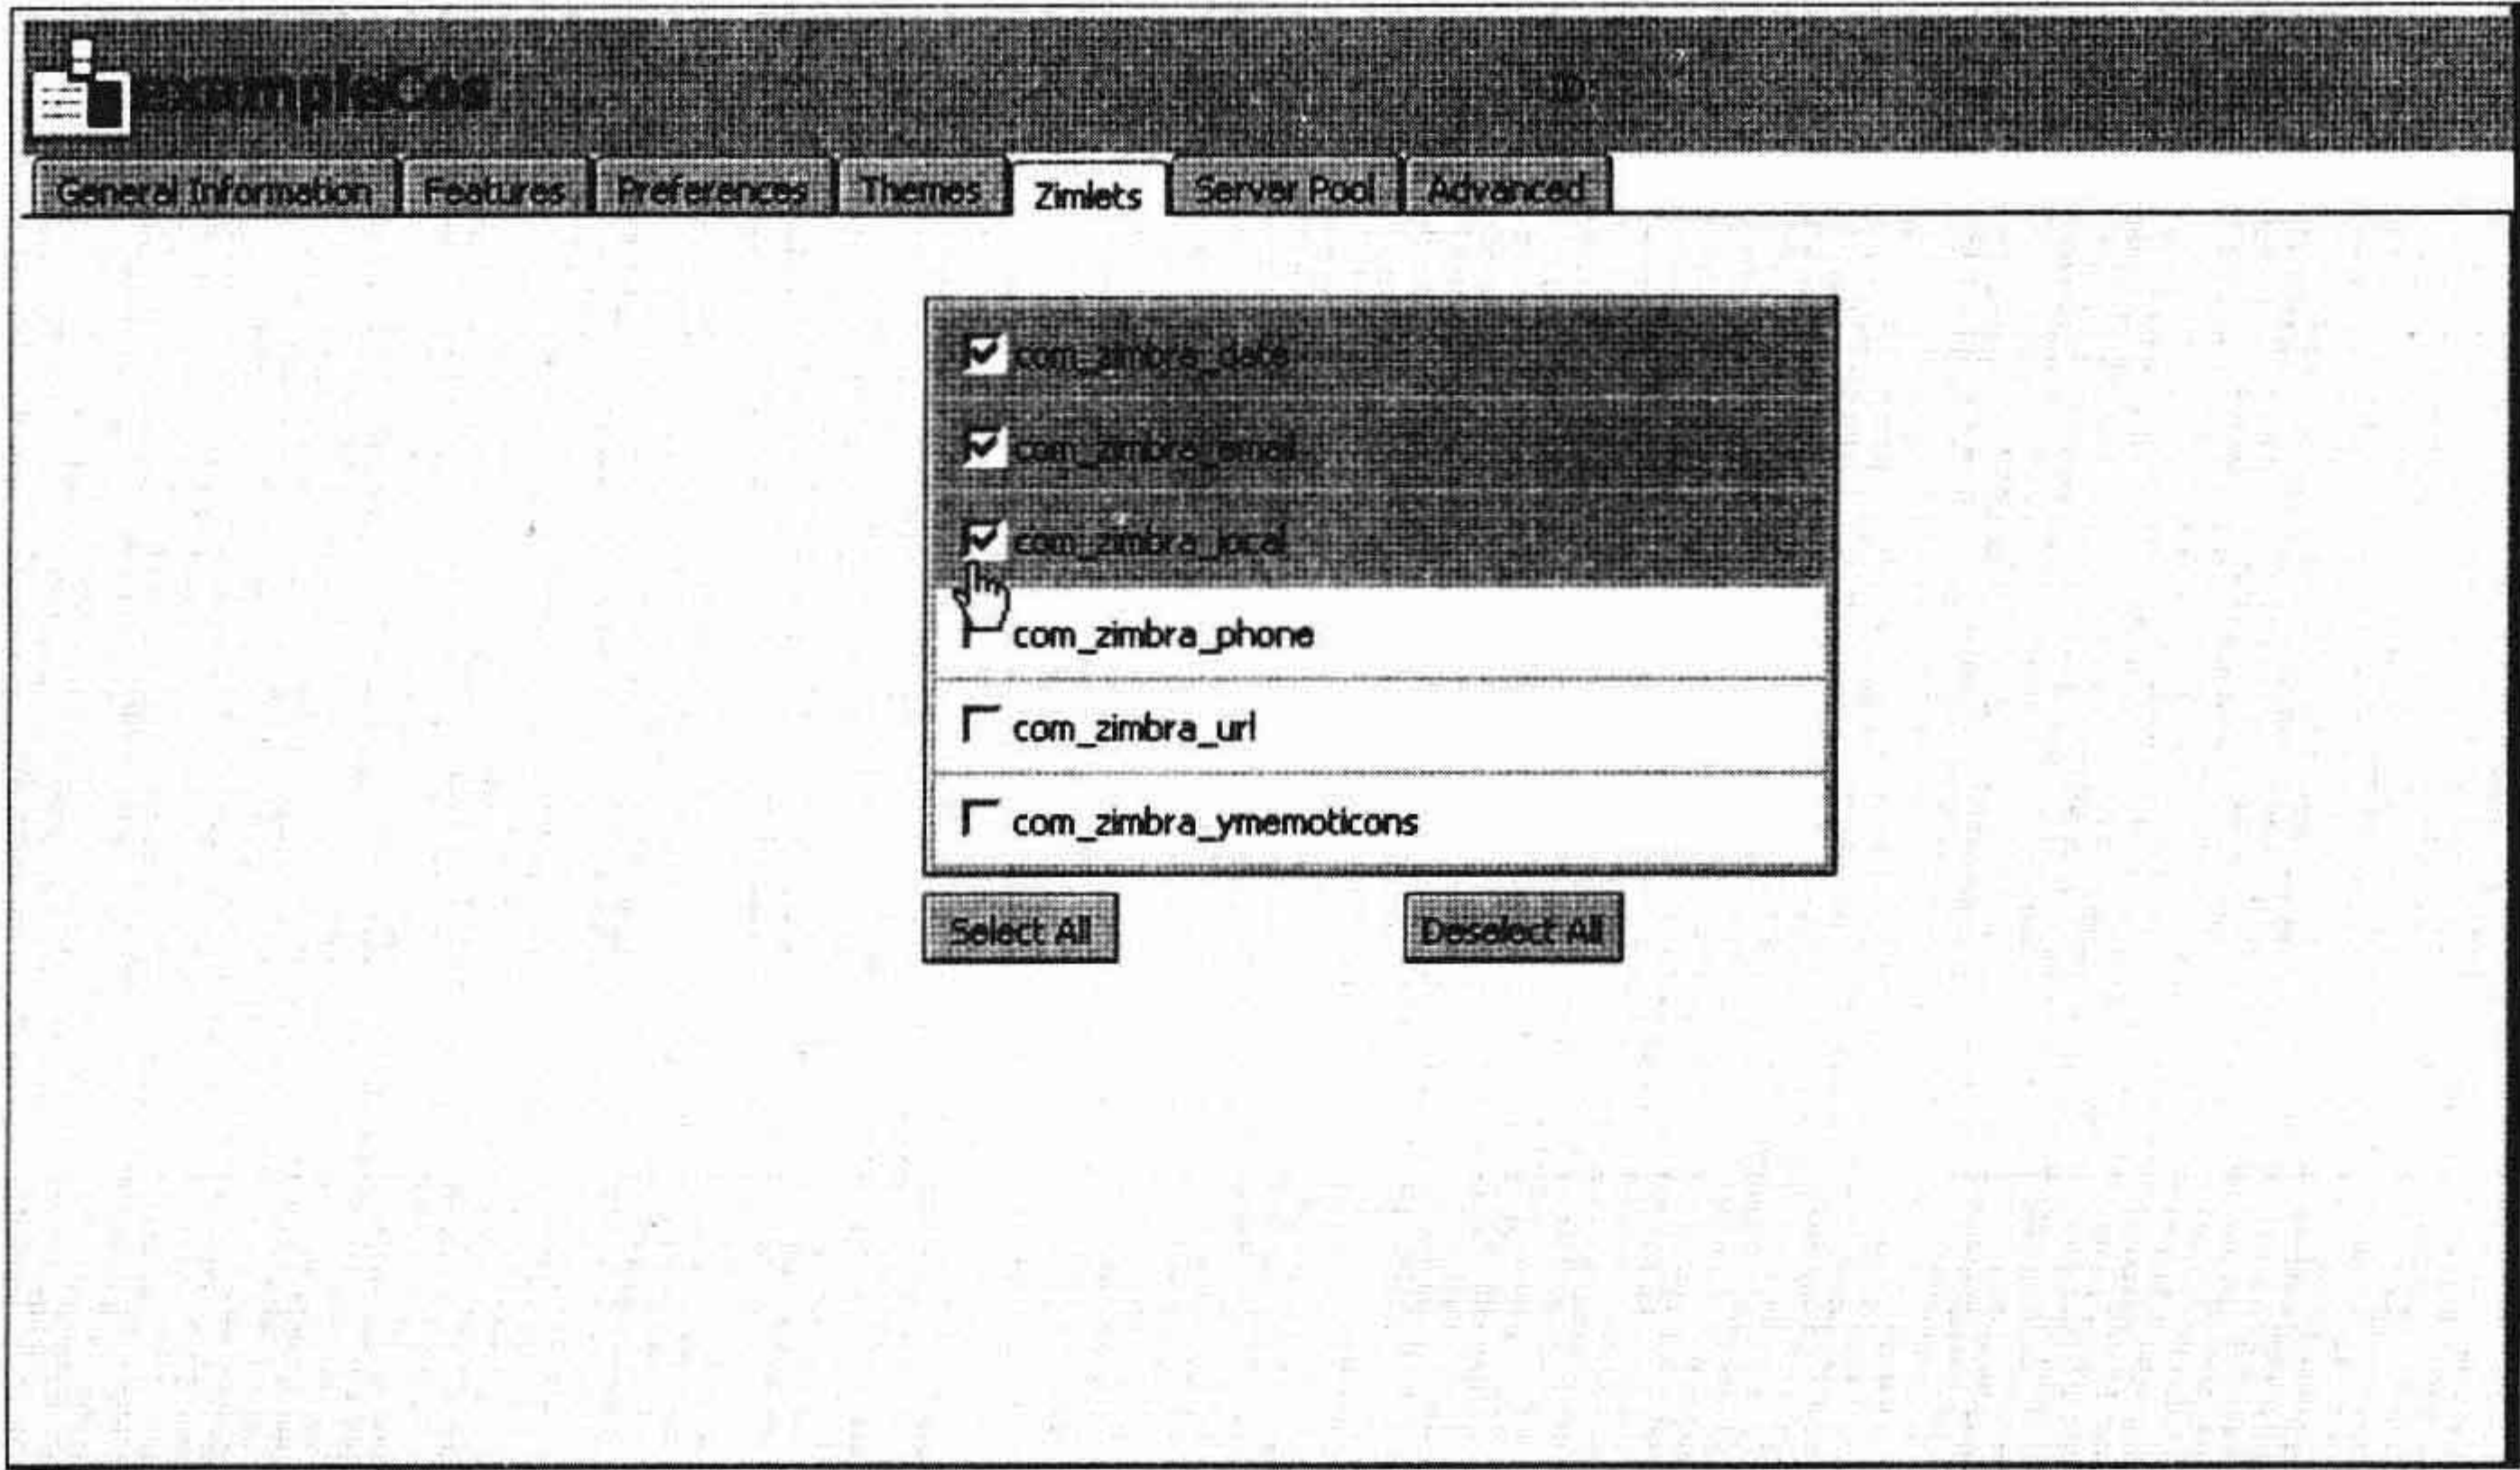 exampleCos ID:
General Information Features Preferences Themes Zimlets Server Pool Advanced
com_zimbra_date
com_zimbra_email
com_zimbra_local
com_zimbra_phone
com_zimbra_url
com_zimbra_ymemoticons
Select All Deselect All